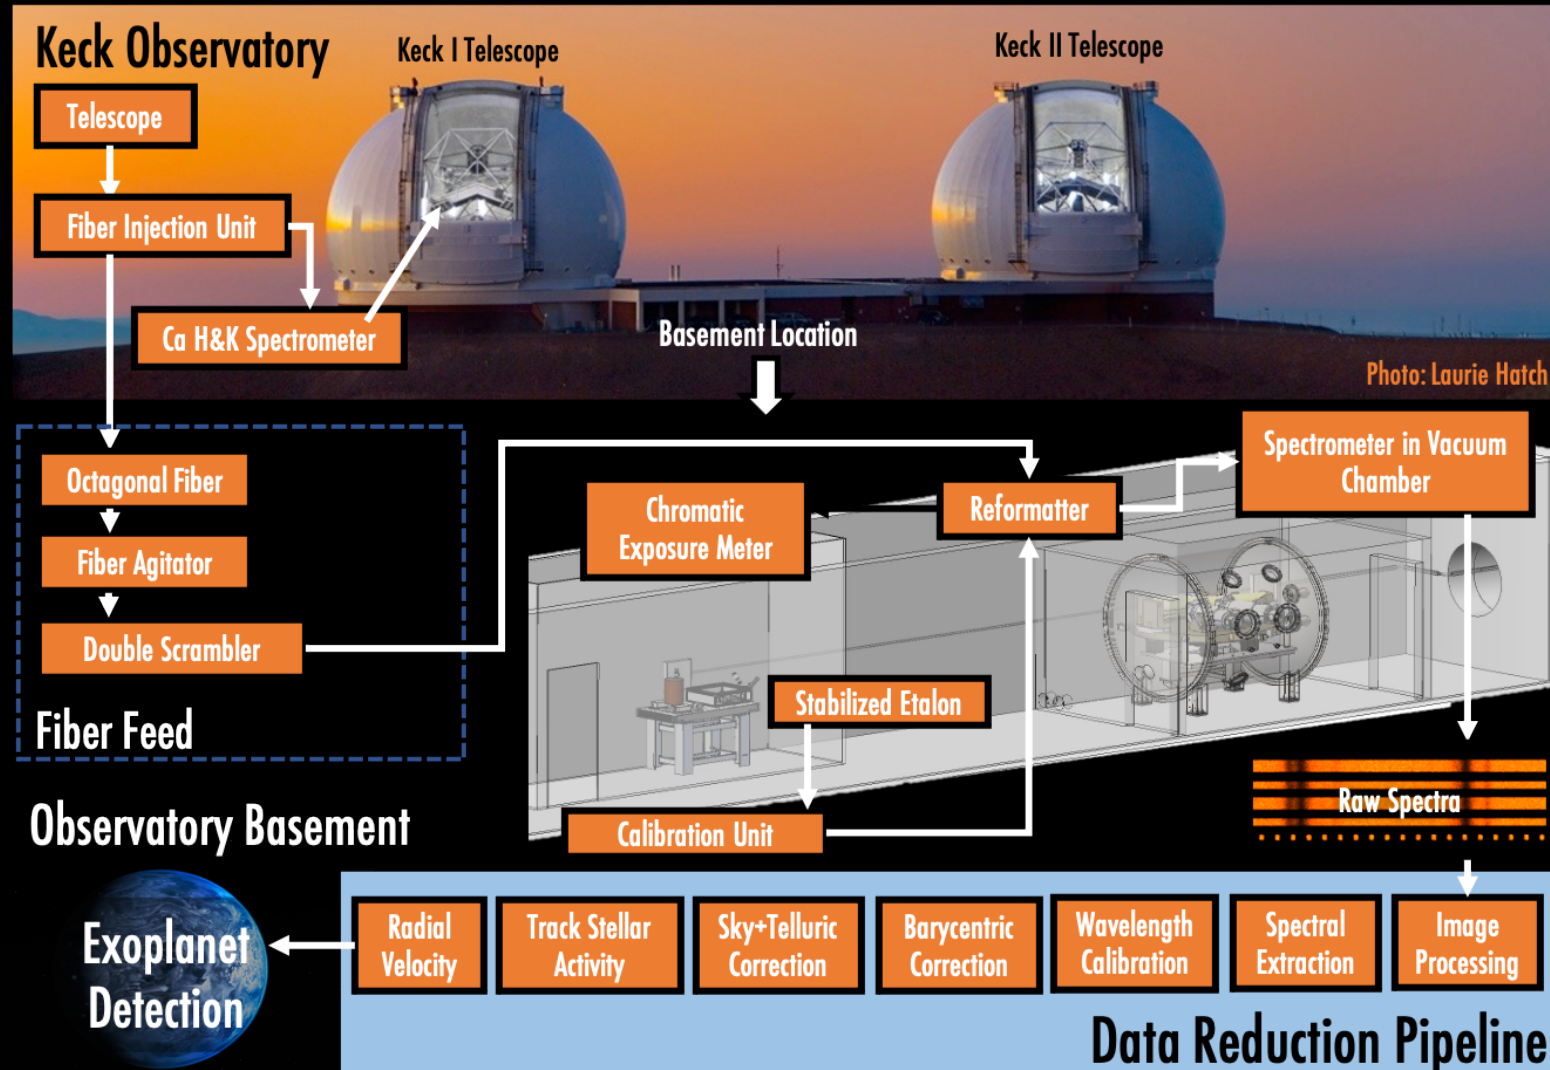 Keck Observatory
Keck I Telescope
Keck II Telescope
Telescope
Fiber Injection Unit
Ca H&K Spectrometer
Basement Location
Photo: Laurie Hatch
Octagonal Fiber
Fiber Agitator
Double Scrambler
Fiber Feed
Chromatic
Exposure Meter
Reformatter
Spectrometer in Vacuum
Chamber
Stabilized Etalon
Calibration Unit
Raw Spectra
Observatory Basement
Exoplanet
Detection
Radial
Velocity
Track Stellar
Activity
Sky+Telluric
Correction
Barycentric
Correction
Wavelength
Calibration
Spectral
Extraction
Image
Processing
Data Reduction Pipeline